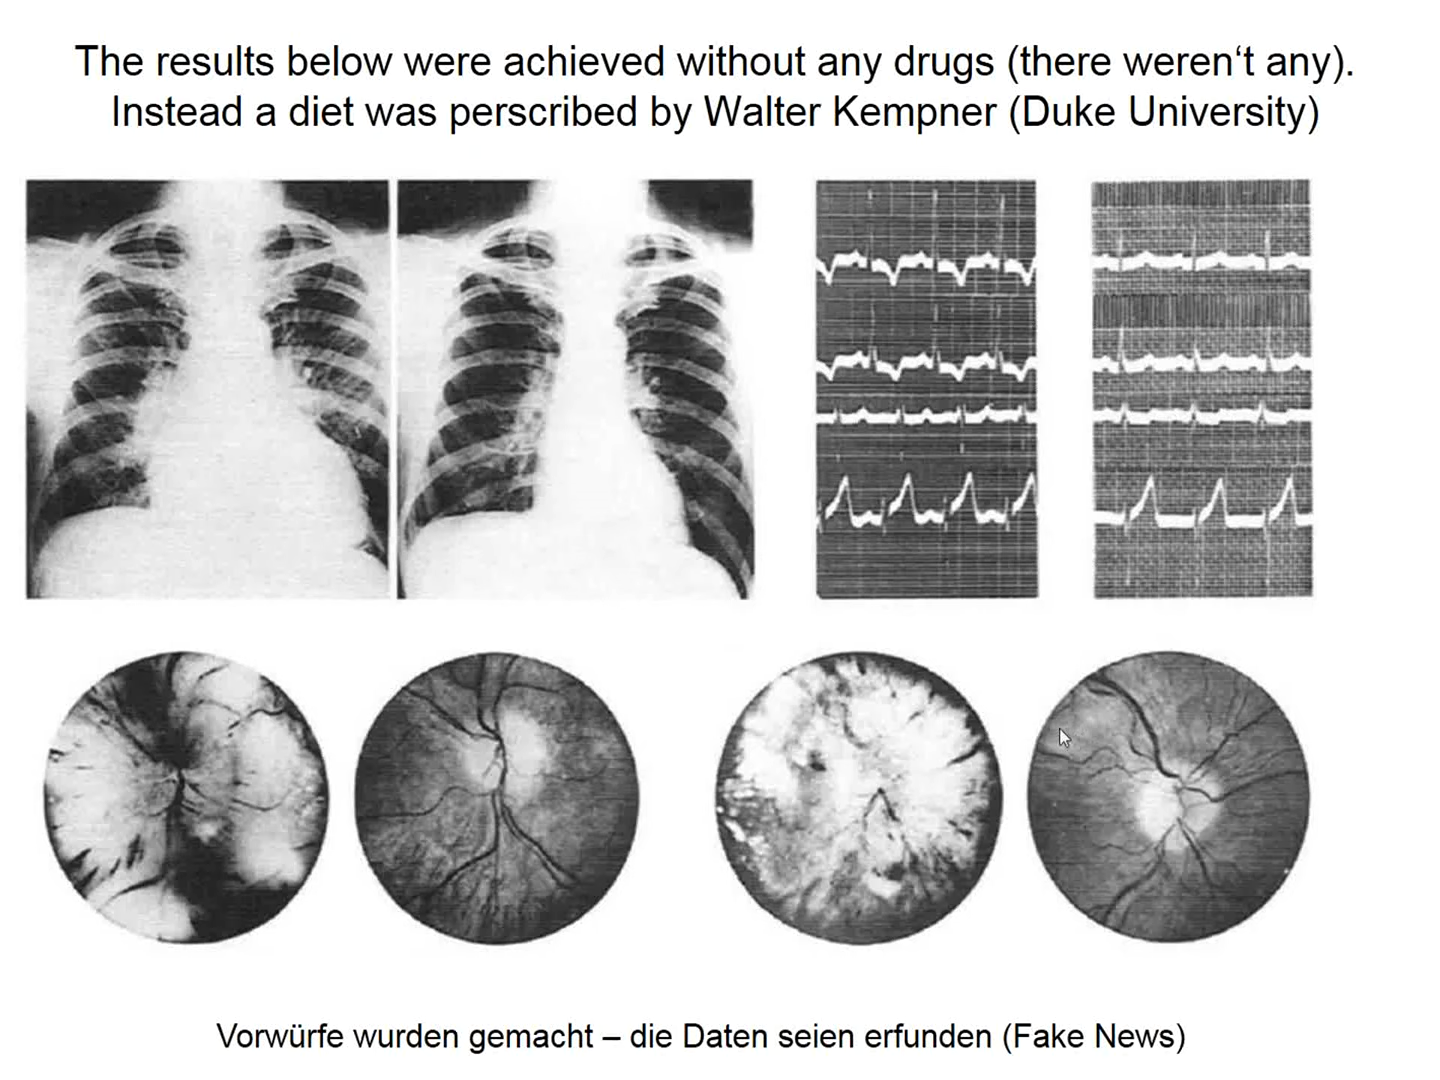 The results below were achieved without any drugs (there weren‘t any).
Instead a diet was perscribed by Walter Kempner (Duke University)
Vorwürfe wurden gemacht – die Daten seien erfunden (Fake News)